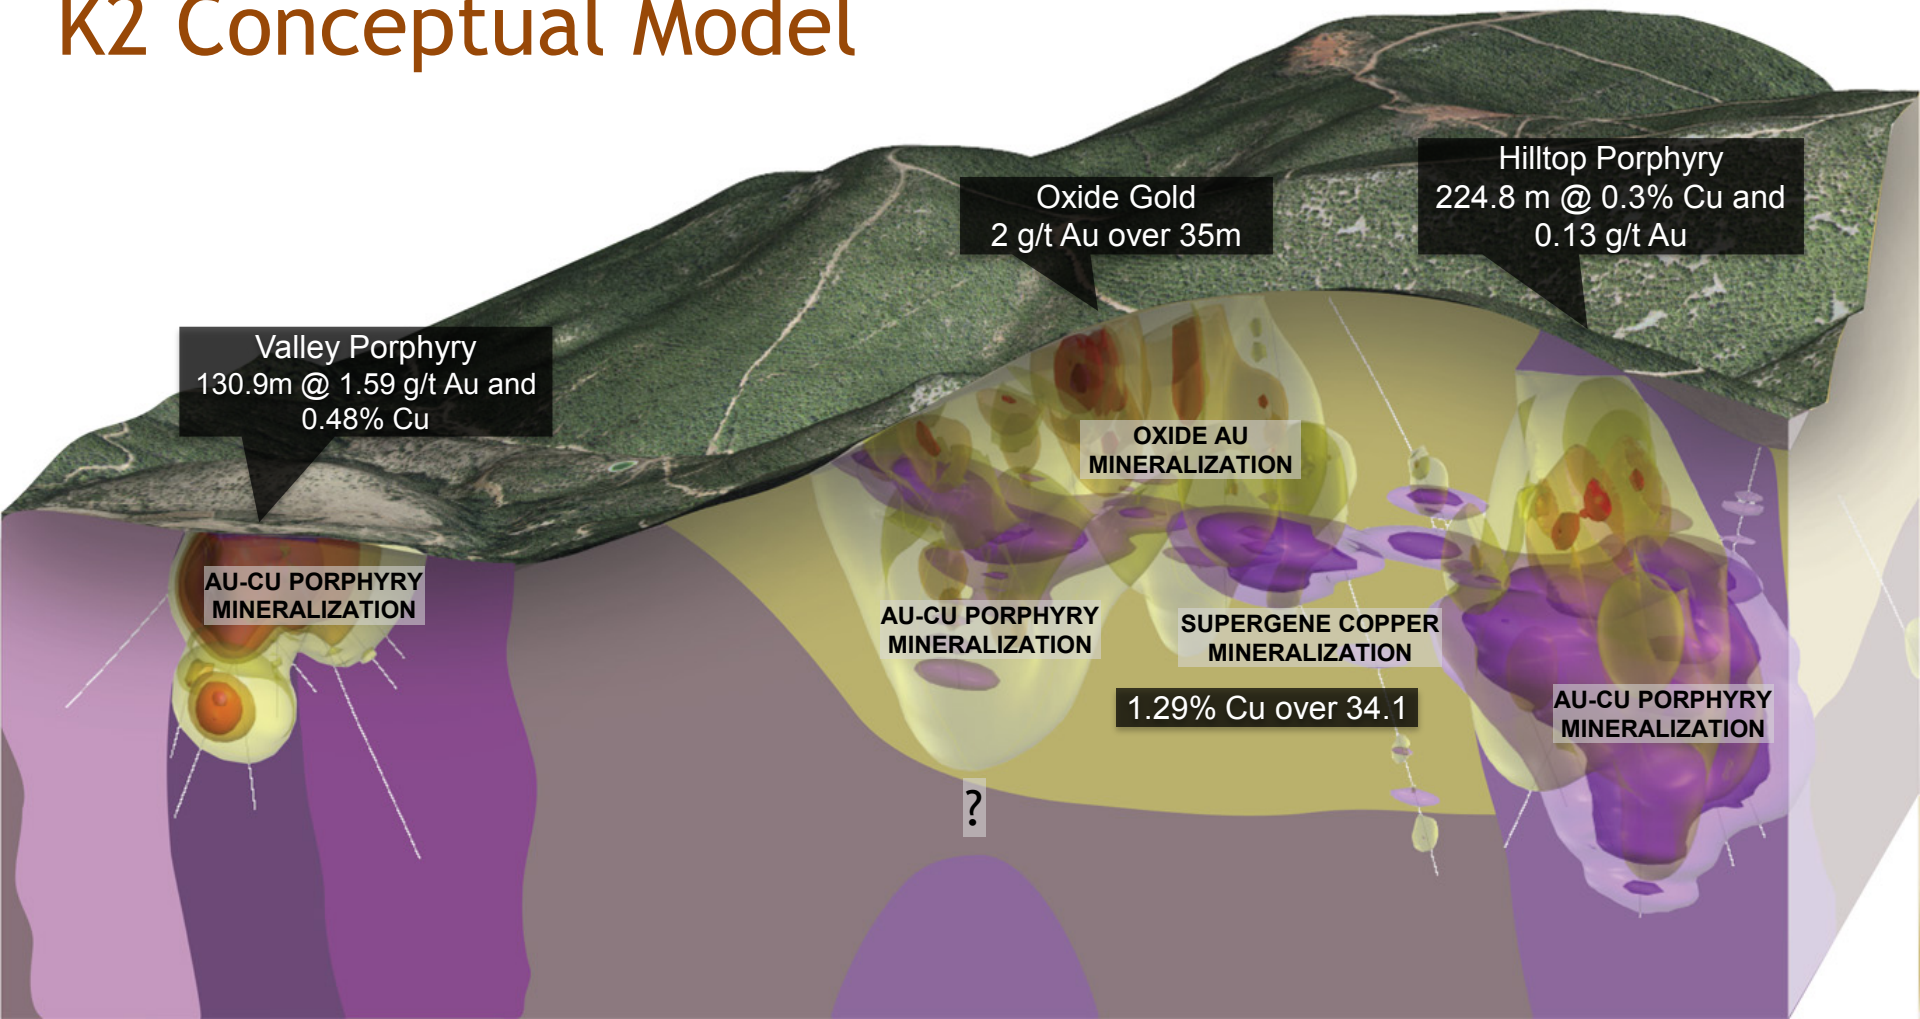 K2 Conceptual Model
Hilltop Porphyry
224.8 m @ 0.3% Cu and
0.13 g/t Au
Oxide Gold
2 g/t Au over 35m
Valley Porphyry
130.9m @ 1.59 g/t Au and
0.48% Cu
OXIDE AU
MINERALIZATION
AU-CU PORPHYRY
MINERALIZATION
AU-CU PORPHYRY
MINERALIZATION
SUPERGENE COPPER
MINERALIZATION
1.29% Cu over 34.1
AU-CU PORPHYRY
MINERALIZATION
?